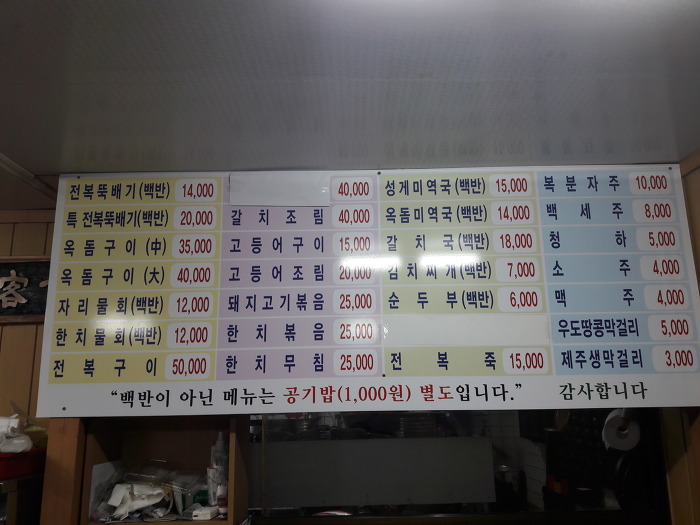 전복뚝배기(백반) 14,000
특 전복뚝배기(백반) 20,000
옥돔구이(中) 35,000
옥돔구이(大) 40,000
자리물회(백반) 12,000
한치물회(백반) 12,000
전복구이 50,000
40,000
갈치조림 40,000
고등어구이 15,000
고등어조림 20,000
돼지고기볶음 25,000
한치볶음 25,000
한치무침 25,000
성게미역국(백반) 15,000
옥돔미역국(백반) 14,000
갈치국(백반) 18,000
김치찌개(백반) 7,000
순두부(백반) 6,000
전복죽 15,000
복분자주 10,000
백세주 8,000
청하 5,000
소주 4,000
맥주 4,000
우도땅콩막걸리 5,000
제주생막걸리 3,000
“백반이 아닌 메뉴는 공기밥(1,000원) 별도입니다.” 감사합니다
客